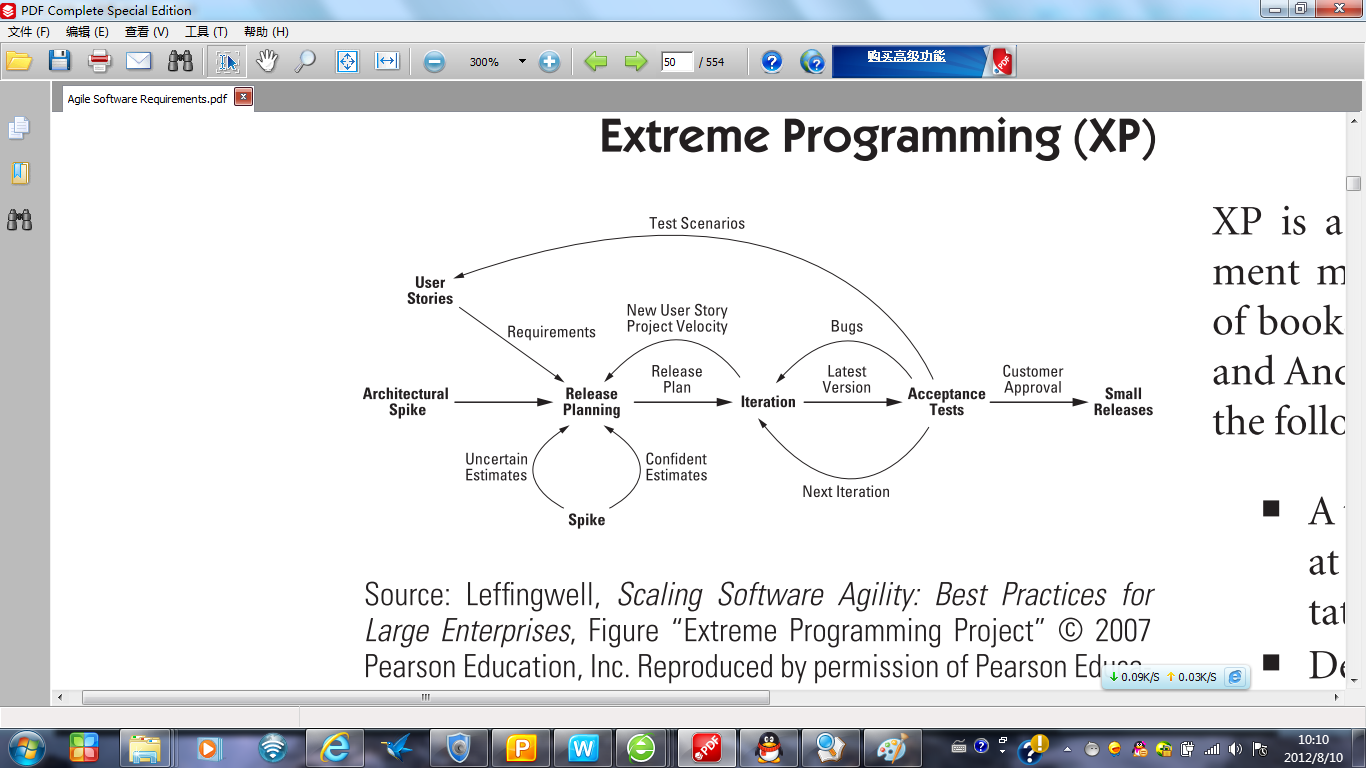 PDF Complete Special Edition
文件 (F) 编辑 (E) 查看 (V) 工具 (T) 帮助 (H)
300% 50 / 554 购买高级功能
Agile Software Requirements.pdf
Extreme Programming (XP)
Test Scenarios
User
Stories
Requirements
New User Story
Project Velocity
Bugs
Architectural
Spike
Release
Planning
Release
Plan
Iteration
Latest
Version
Acceptance
Tests
Customer
Approval
Small
Releases
Uncertain
Estimates
Confident
Estimates
Next Iteration
Spike
Source: Leffingwell, Scaling Software Agility: Best Practices for
Large Enterprises, Figure “Extreme Programming Project” © 2007
Pearson Education, Inc. Reproduced by permission of Pearson
XP is a
ment
of book
and
the
A
at
0.09K/S 0.03K/S
10:10
2012/8/10